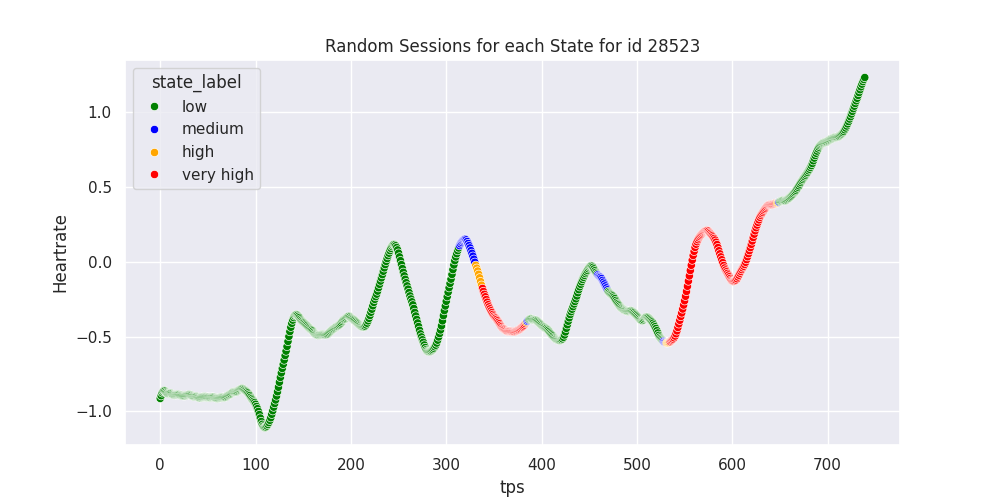 Random Sessions for each State for id 28523
state_label
low
medium
high
very high
Heartrate
1.0
0.5
0.0
−0.5
−1.0
0 100 200 300 400 500 600 700
tps